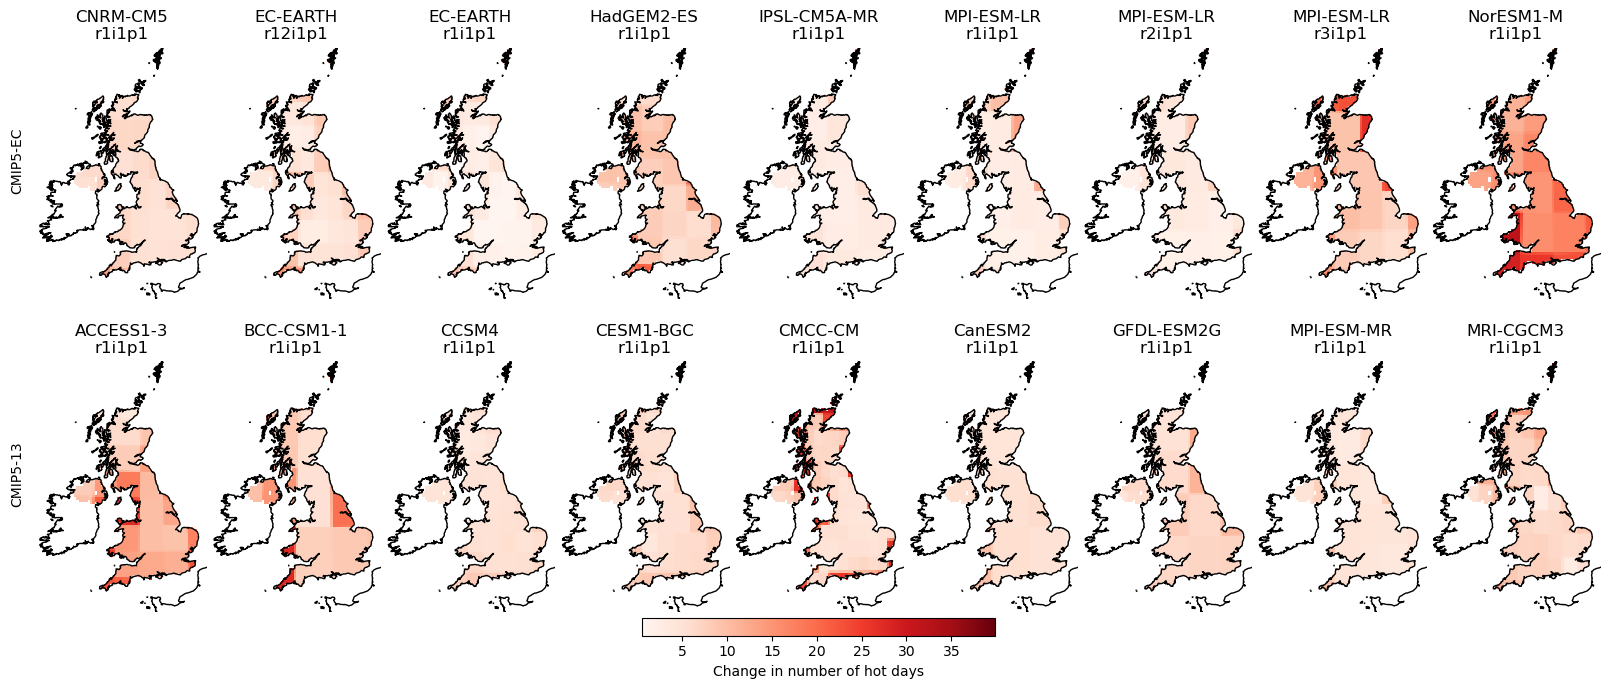 CNRM-CM5
r1i1p1
EC-EARTH
r12i1p1
EC-EARTH
r1i1p1
HadGEM2-ES
r1i1p1
IPSL-CM5A-MR
r1i1p1
MPI-ESM-LR
r1i1p1
MPI-ESM-LR
r2i1p1
MPI-ESM-LR
r3i1p1
NorESM1-M
r1i1p1
CMIP5-EC
ACCESS1-3
r1i1p1
BCC-CSM1-1
r1i1p1
CCSM4
r1i1p1
CESM1-BGC
r1i1p1
CMCC-CM
r1i1p1
CanESM2
r1i1p1
GFDL-ESM2G
r1i1p1
MPI-ESM-MR
r1i1p1
MRI-CGCM3
r1i1p1
CMIP5-13
5 10 15 20 25 30 35
Change in number of hot days